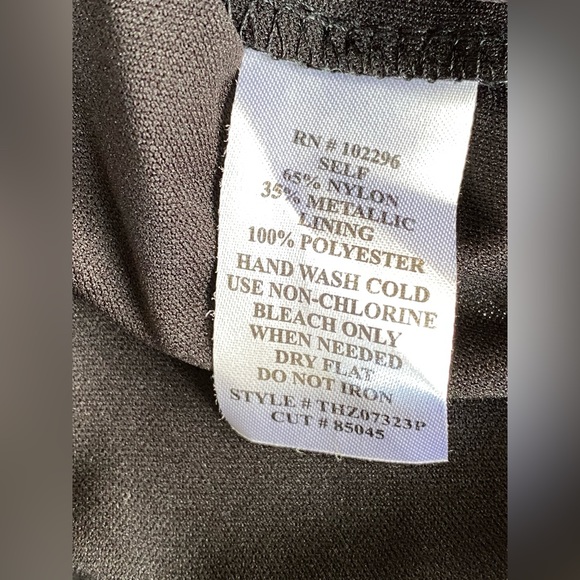 RN # 102296
SELF
65% NYLON
35% METALLIC
LINING
100% POLYESTER
HAND WASH COLD
USE NON-CHLORINE
BLEACH ONLY
WHEN NEEDED
DRY FLAT
DO NOT IRON
STYLE # THZ07323P
CUT # 85045